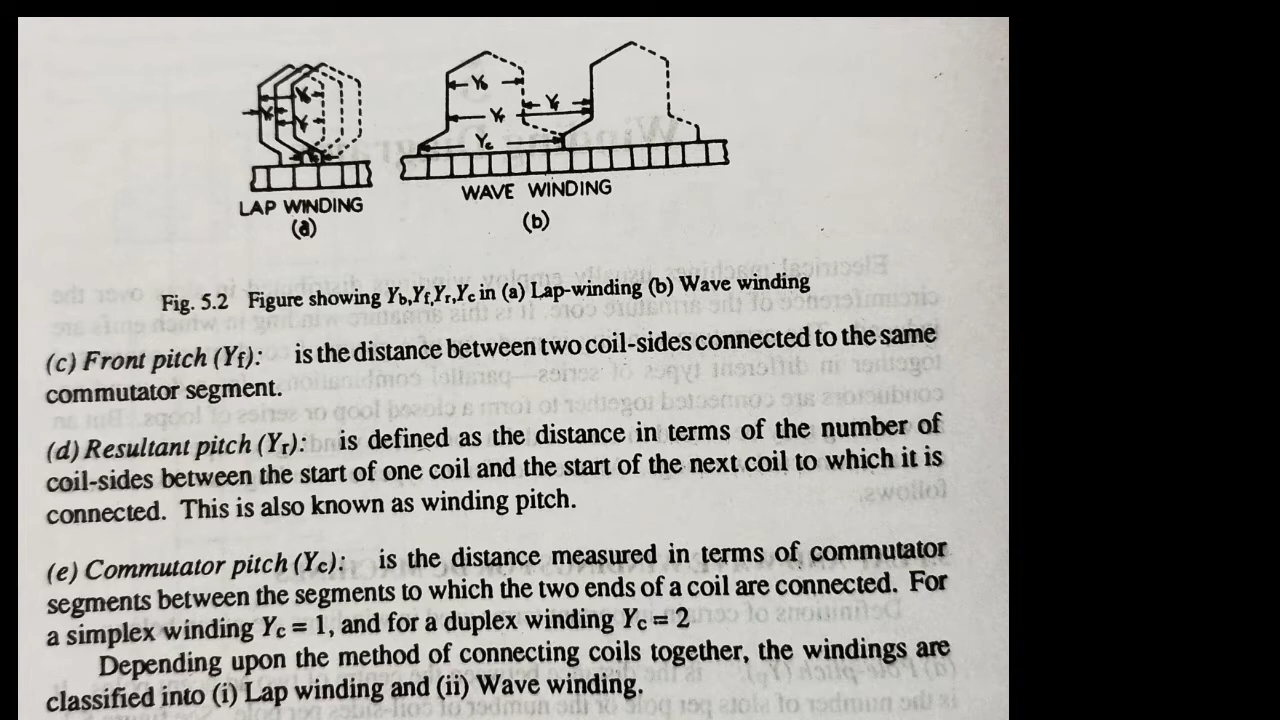 Yb
Yf
Yr
Yc
LAP WINDING
(a)
WAVE WINDING
(b)
Fig. 5.2 Figure showing Yb,Yf,Yr,Yc in (a) Lap-winding (b) Wave winding
(c) Front pitch (Yf): is the distance between two coil-sides connected to the same
commutator segment.
(d) Resultant pitch (Yr): is defined as the distance in terms of the number of
coil-sides between the start of one coil and the start of the next coil to which it is
connected. This is also known as winding pitch.
(e) Commutator pitch (Yc): is the distance measured in terms of commutator
segments between the segments to which the two ends of a coil are connected. For
a simplex winding Yc = 1, and for a duplex winding Yc = 2
Depending upon the method of connecting coils together, the windings are
classified into (i) Lap winding and (ii) Wave winding.